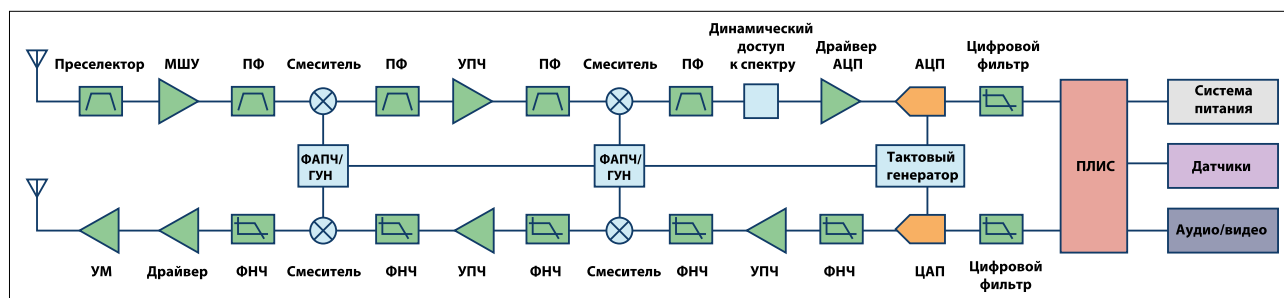 Преселектор
МШУ
ПФ
Смеситель
ПФ
УПЧ
ПФ
Смеситель
ПФ
Динамический
доступ
к спектру
Драйвер
АЦП
АЦП
Цифровой
фильтр
Система
питания
ФАПЧ/
ГУН
ФАПЧ/
ГУН
Тактовый
генератор
ПЛИС
Датчики
Аудио/видео
УМ
Драйвер
ФНЧ
Смеситель
ФНЧ
УПЧ
ФНЧ
Смеситель
ФНЧ
УПЧ
ФНЧ
ЦАП
Цифровой
фильтр